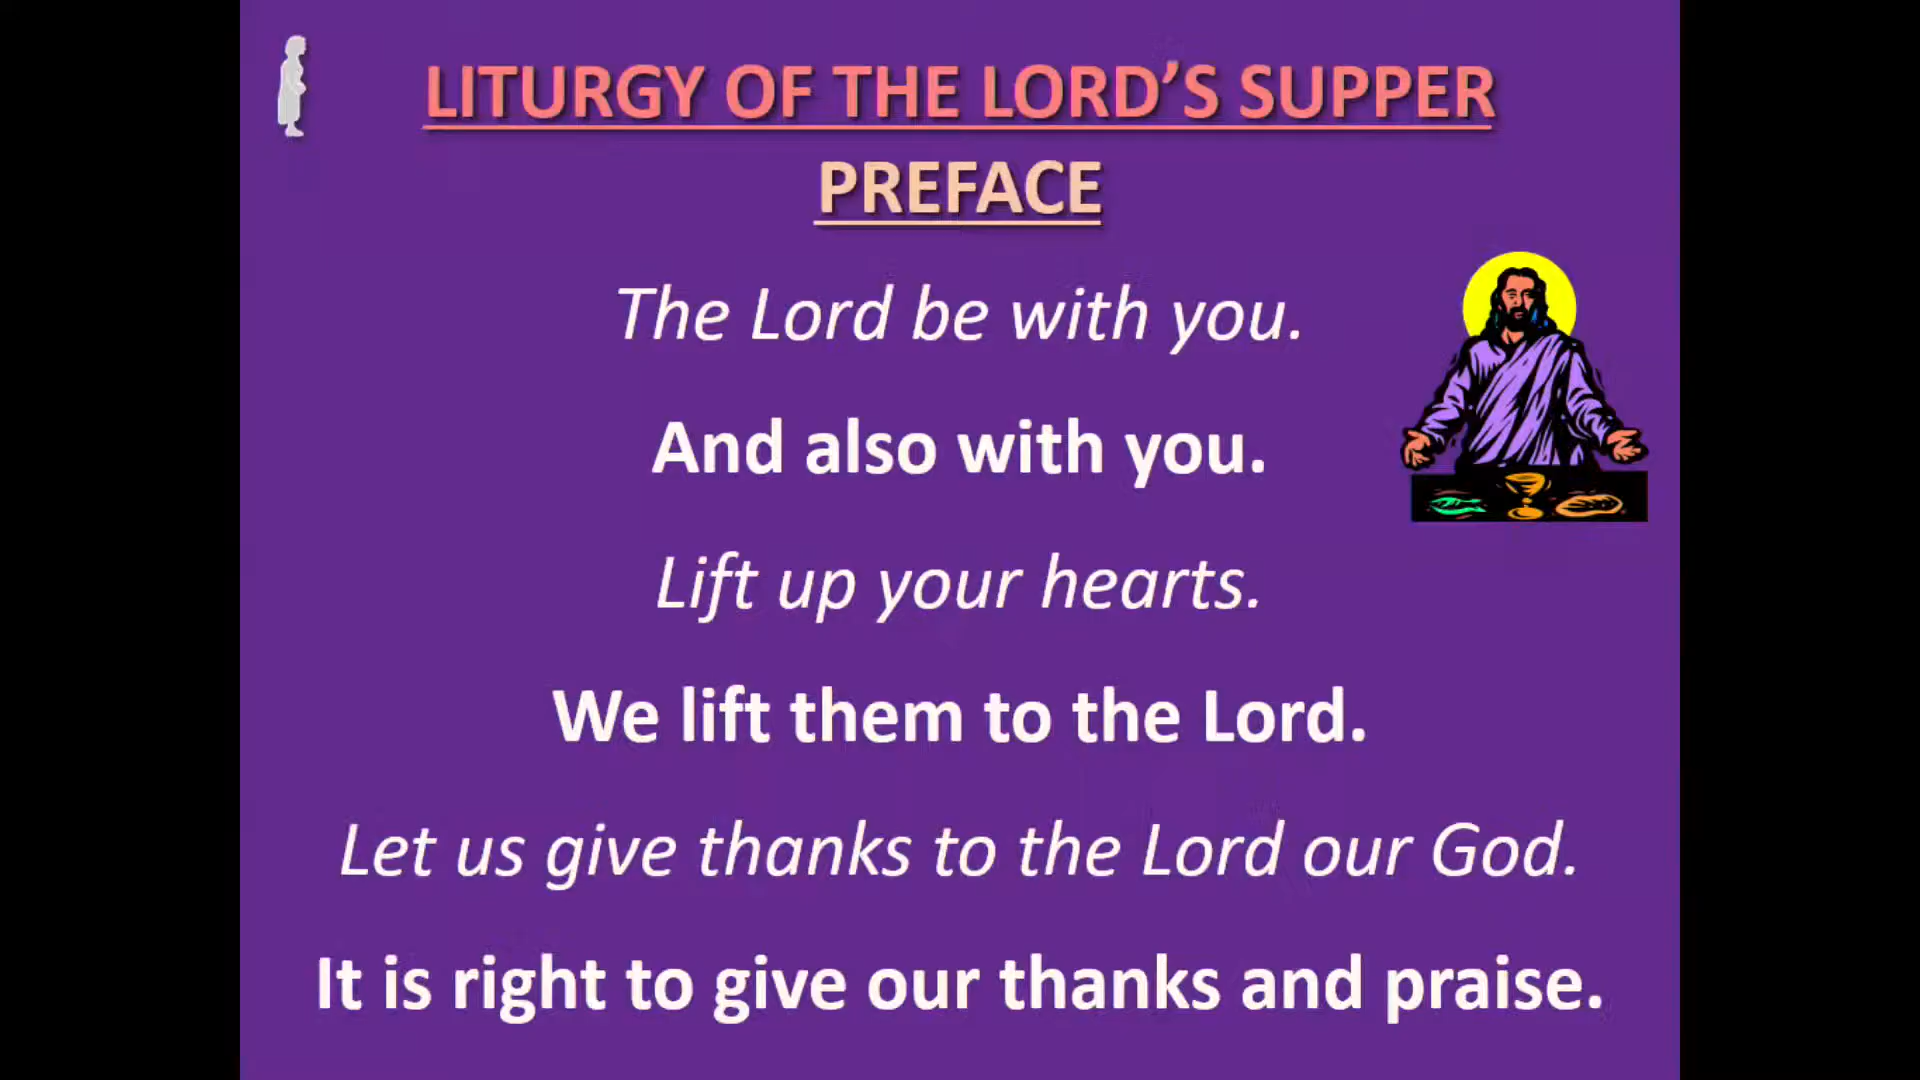 LITURGY OF THE LORD’S SUPPER
PREFACE
The Lord be with you.
And also with you.
Lift up your hearts.
We lift them to the Lord.
Let us give thanks to the Lord our God.
It is right to give our thanks and praise.